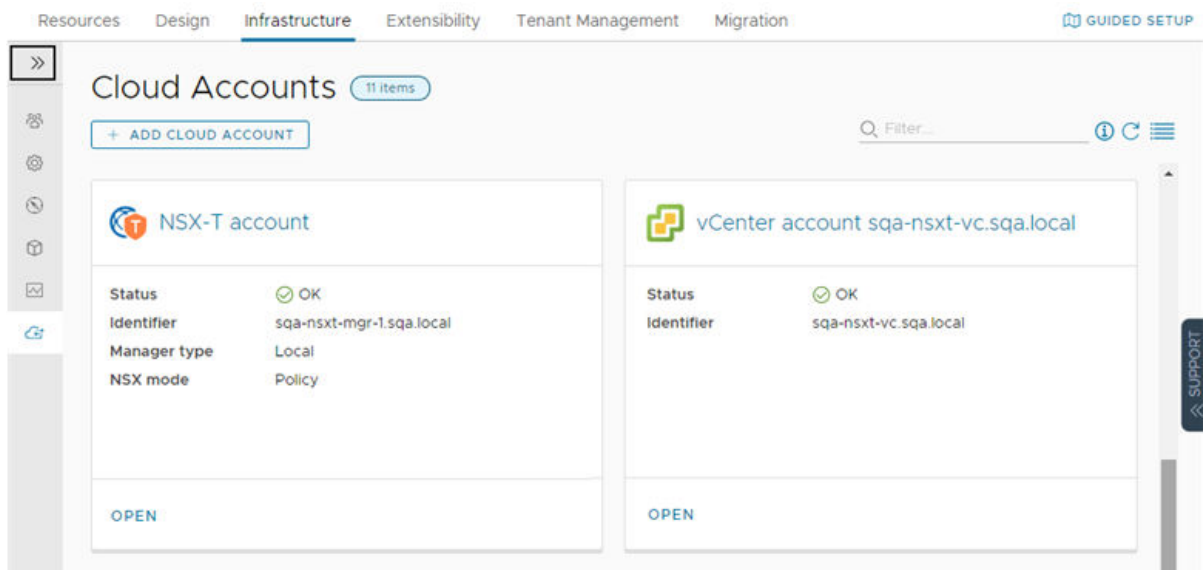 Resources Design Infrastructure Extensibility Tenant Management Migration GUIDED SETUP
Cloud Accounts 11 items
+ ADD CLOUD ACCOUNT
Filter...
NSX-T account
Status OK
Identifier sqa-nsxt-mgr-1.sqa.local
Manager type Local
NSX mode Policy
OPEN
vCenter account sqa-nsxt-vc.sqa.local
Status OK
Identifier sqa-nsxt-vc.sqa.local
OPEN
SUPPORT